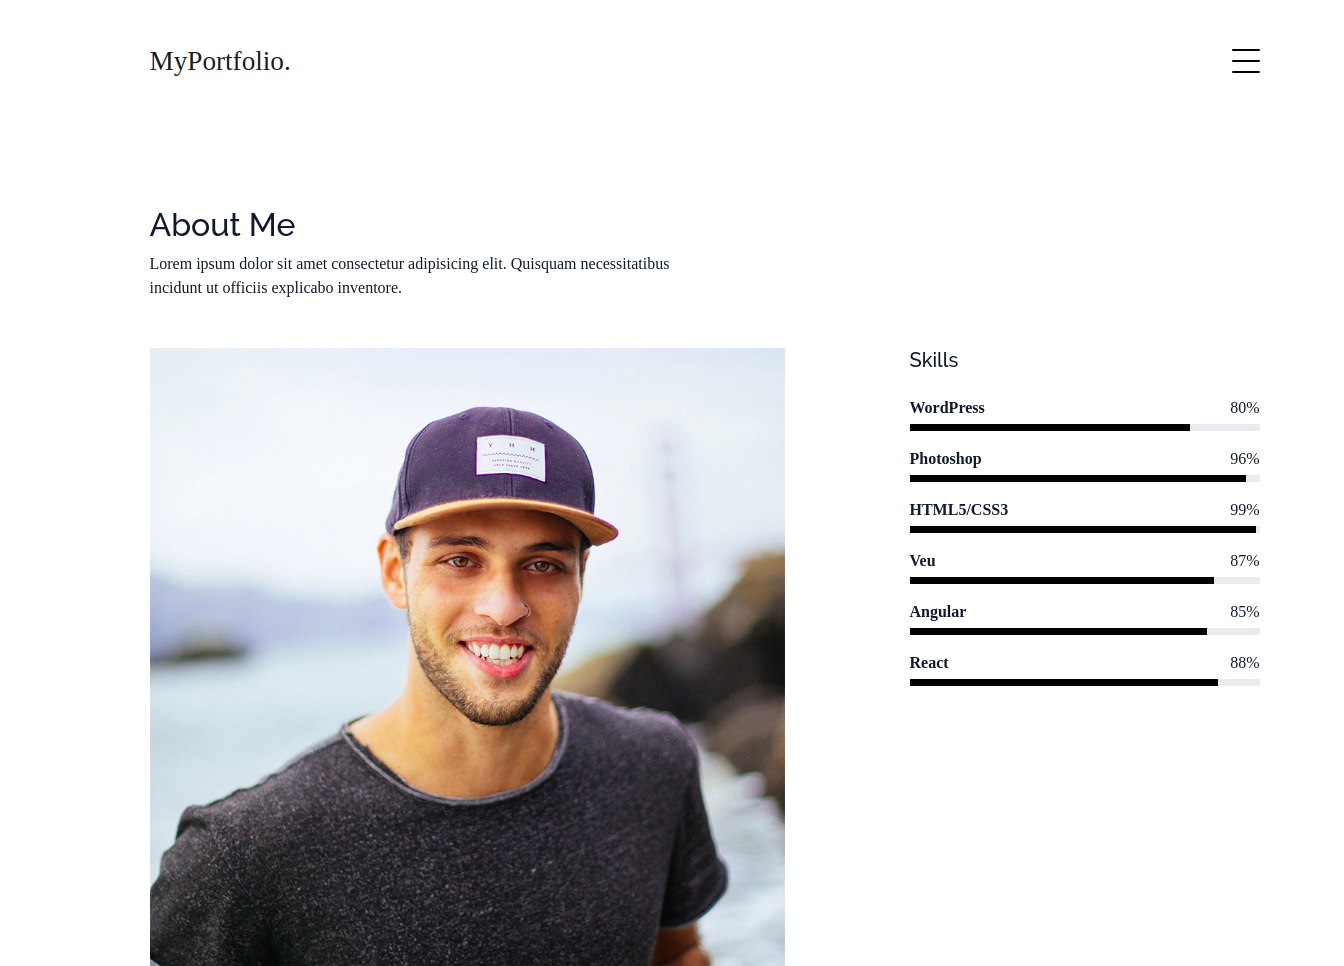 MyPortfolio.
About Me
Lorem ipsum dolor sit amet consectetur adipisicing elit. Quisquam necessitatibus
incidunt ut officiis explicabo inventore.
Skills
WordPress 80%
Photoshop 96%
HTML5/CSS3 99%
Veu 87%
Angular 85%
React 88%